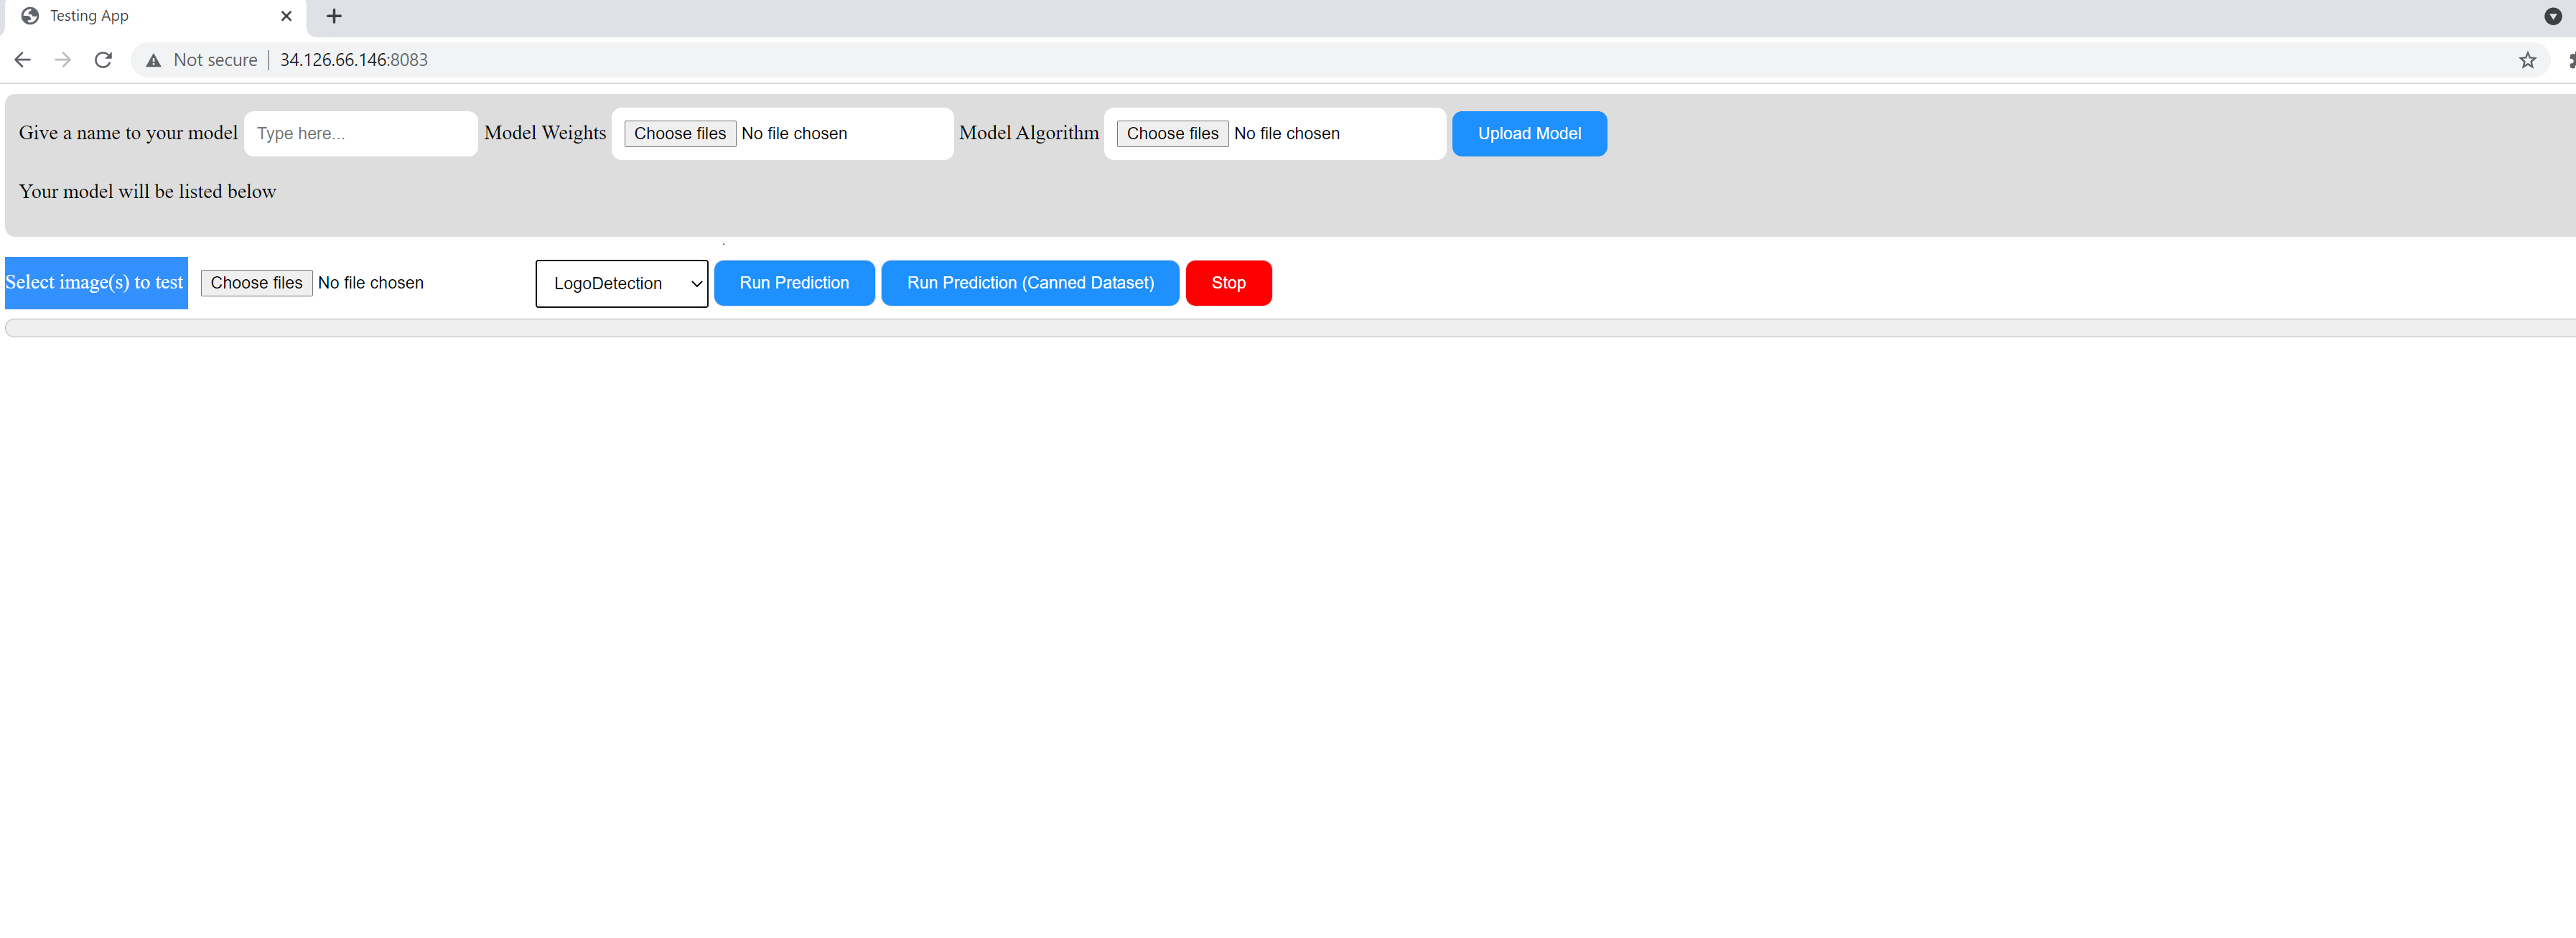 Testing App
Not secure | 34.126.66.146:8083
Give a name to your model Type here... Model Weights Choose files No file chosen Model Algorithm Choose files No file chosen Upload Model
Your model will be listed below
Select image(s) to test Choose files No file chosen LogoDetection Run Prediction Run Prediction (Canned Dataset) Stop